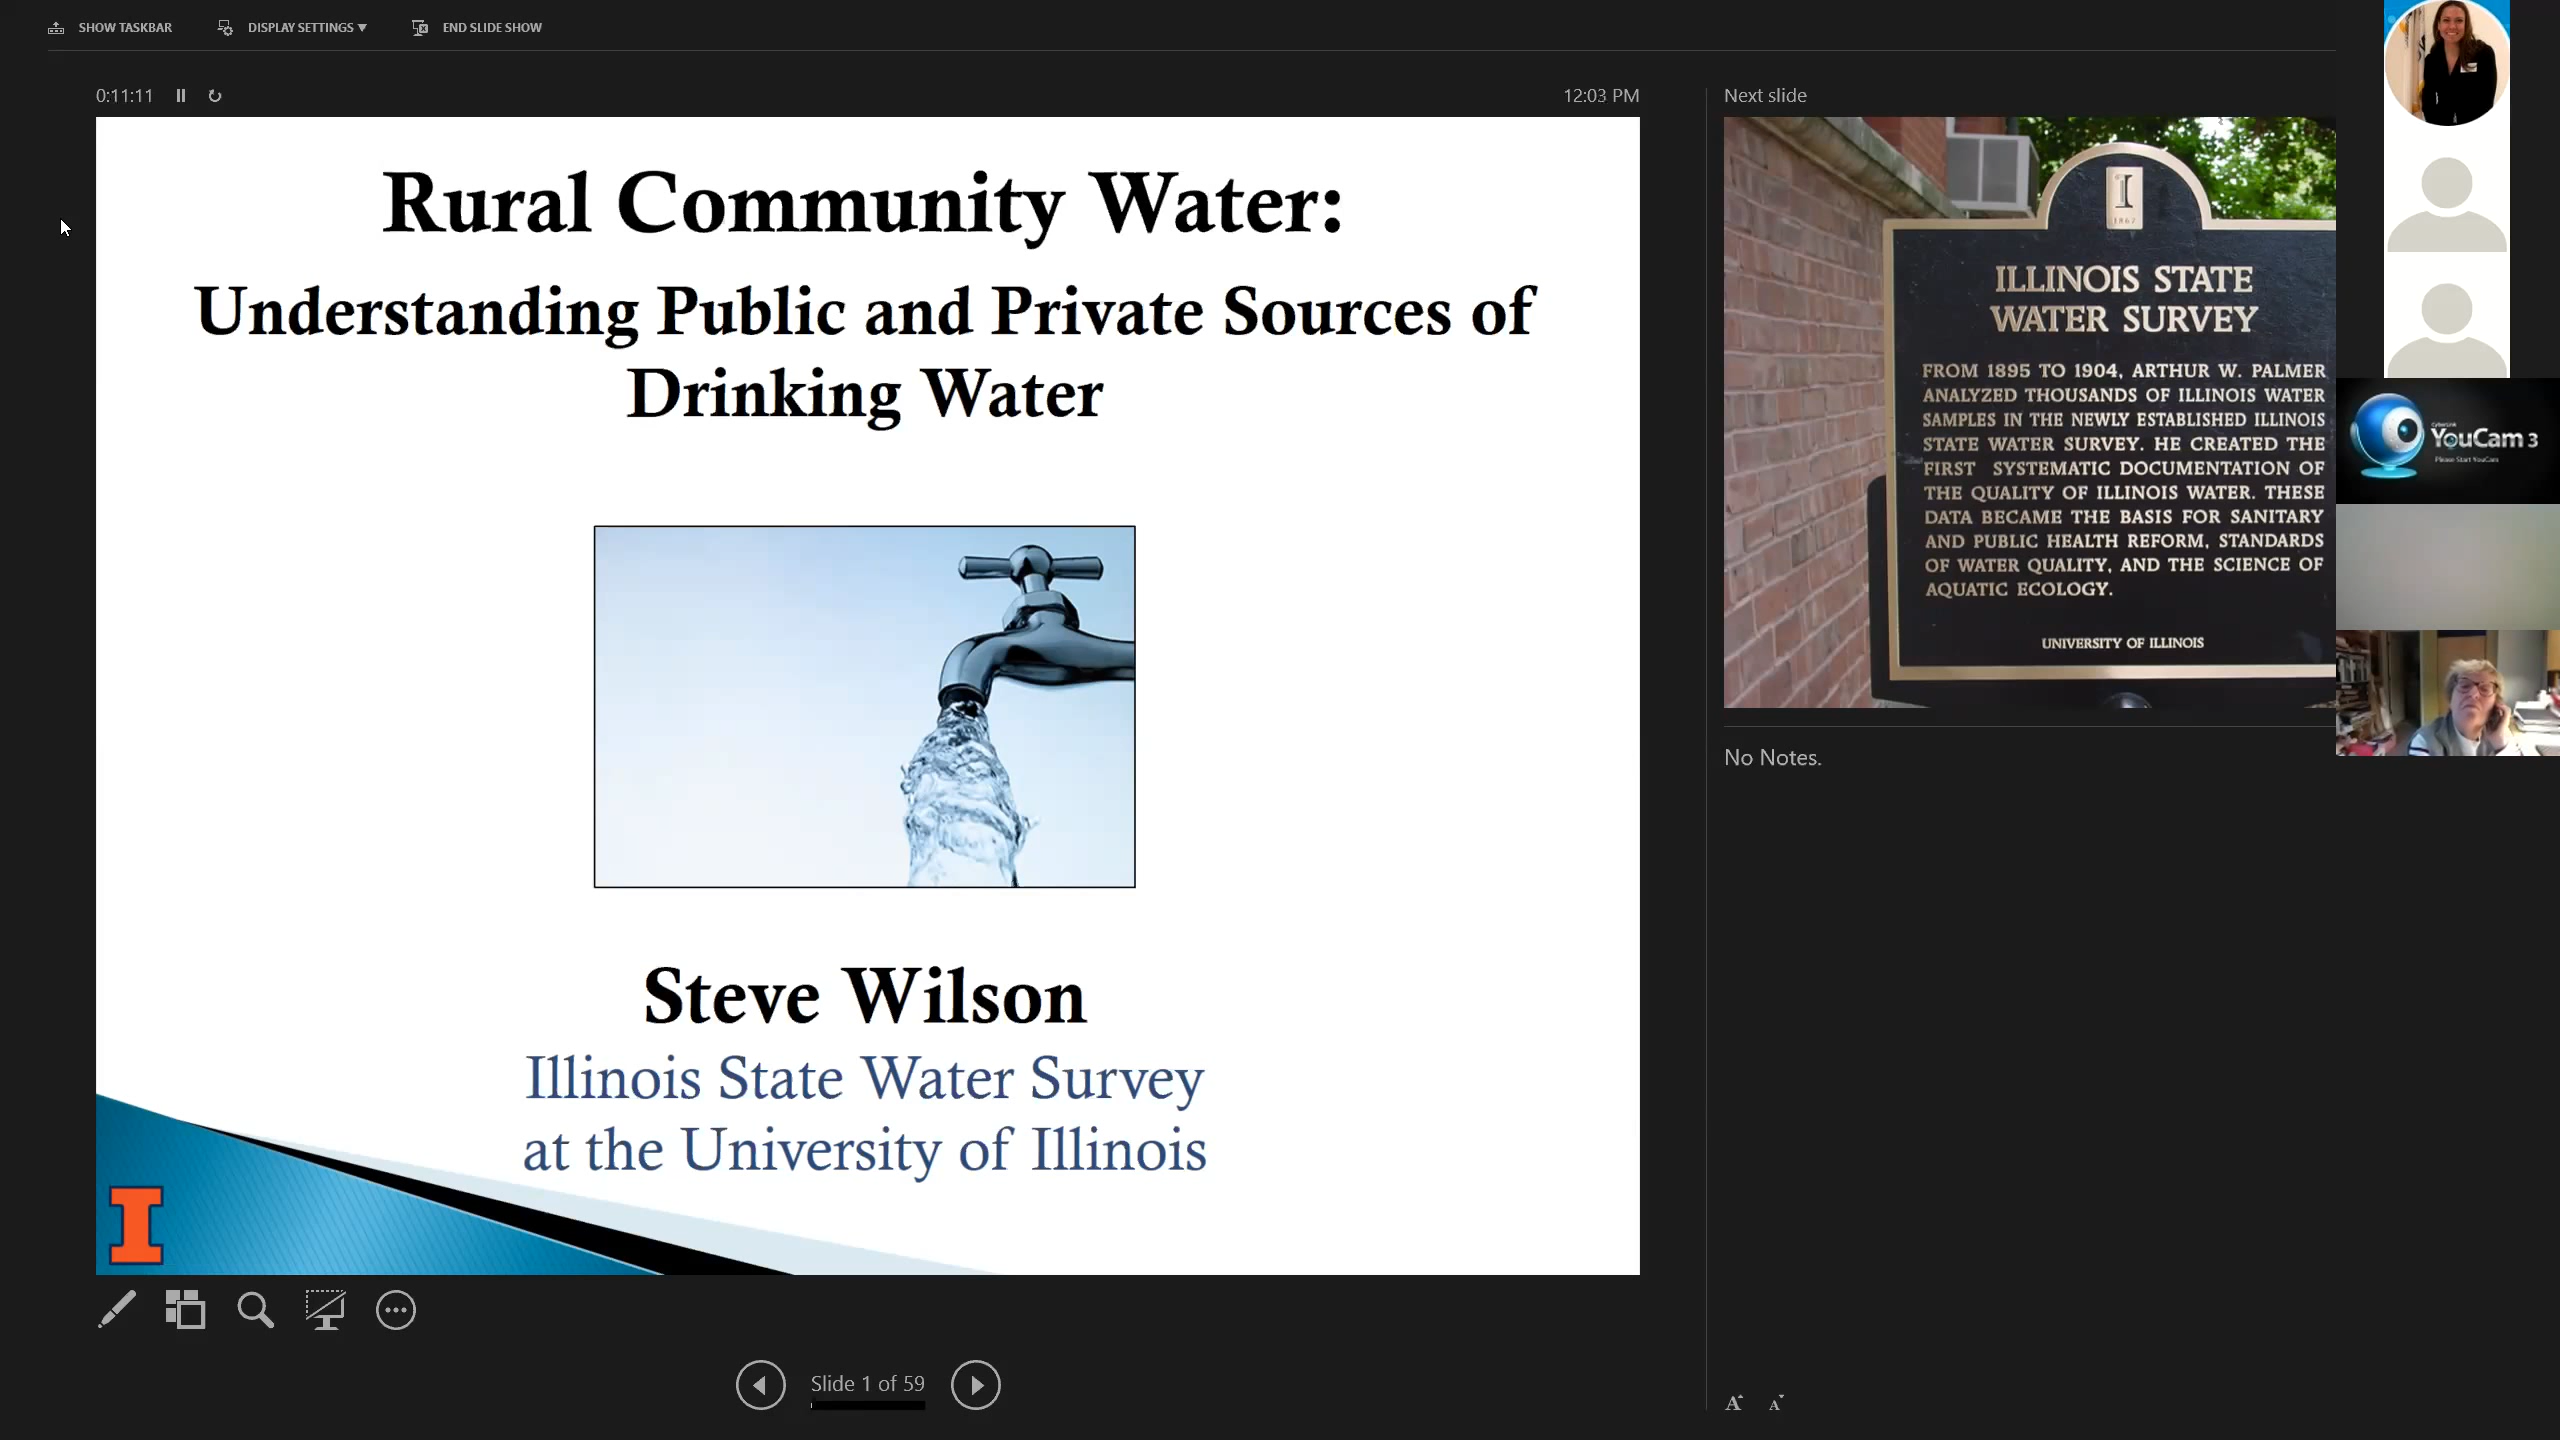 SHOW TASKBAR
DISPLAY SETTINGS ▼
END SLIDE SHOW
0:11:11
12:03 PM
Rural Community Water:
Understanding Public and Private Sources of
Drinking Water
Steve Wilson
Illinois State Water Survey
at the University of Illinois
I
Slide 1 of 59
Next slide
I
1867
ILLINOIS STATE
WATER SURVEY
FROM 1895 TO 1904, ARTHUR W. PALMER
ANALYZED THOUSANDS OF ILLINOIS WATER
SAMPLES IN THE NEWLY ESTABLISHED ILLINOIS
STATE WATER SURVEY. HE CREATED THE
FIRST SYSTEMATIC DOCUMENTATION OF
THE QUALITY OF ILLINOIS WATER. THESE
DATA BECAME THE BASIS FOR SANITARY
AND PUBLIC HEALTH REFORM, STANDARDS
OF WATER QUALITY, AND THE SCIENCE OF
AQUATIC ECOLOGY.
UNIVERSITY OF ILLINOIS
No Notes.
A A
CyberLink
YouCam 3
Please Start YouCam